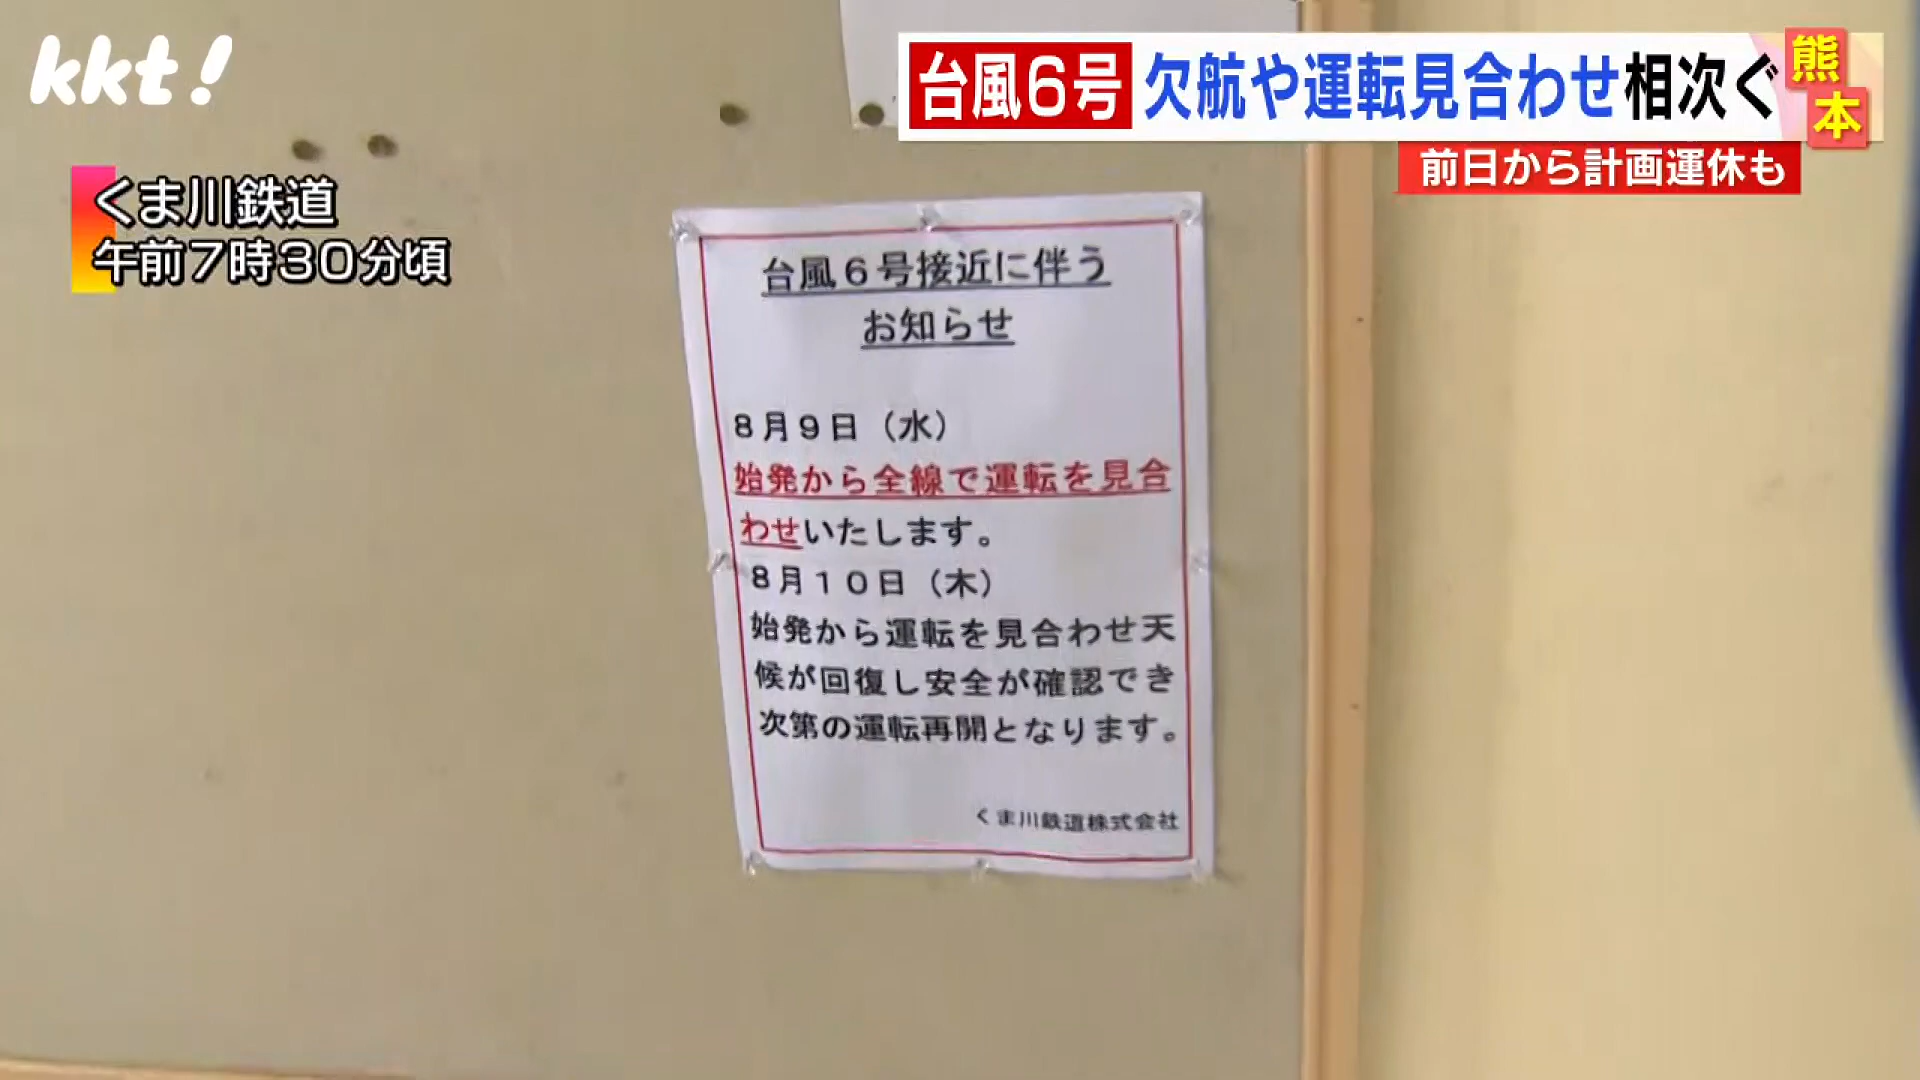 kkt!
台風6号 欠航や運転見合わせ相次ぐ
熊本
前日から計画運休も
くま川鉄道
午前7時30分頃
台風6号接近に伴う
お知らせ
8月9日（水）
始発から全線で運転を見合
わせいたします。
8月10日（木）
始発から運転を見合わせ天
候が回復し安全が確認でき
次第の運転再開となります。
くま川鉄道株式会社